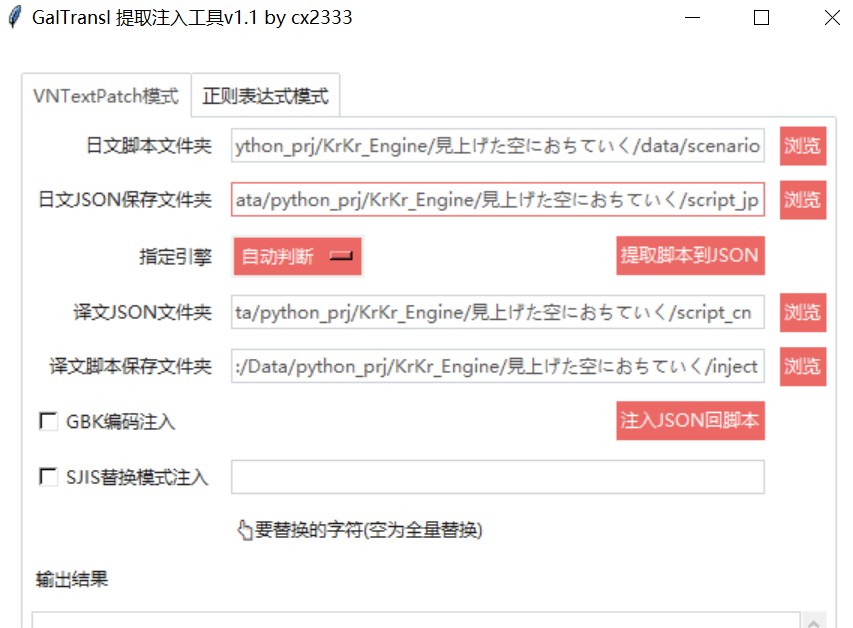 GalTransl 提取注入工具v1.1 by cx2333
VNTextPatch模式 正则表达式模式
日文脚本文件夹 ython_prj/KrKr_Engine/見上げた空におちていく/data/scenario 浏览
日文JSON保存文件夹 ata/python_prj/KrKr_Engine/見上げた空におちていく/script_jp 浏览
指定引擎 自动判断 提取脚本到JSON
译文JSON文件夹 ta/python_prj/KrKr_Engine/見上げた空におちていく/script_cn 浏览
译文脚本保存文件夹 :/Data/python_prj/KrKr_Engine/見上げた空におちていく/inject 浏览
GBK编码注入 注入JSON回脚本
SJIS替换模式注入
要替换的字符(空为全量替换)
输出结果